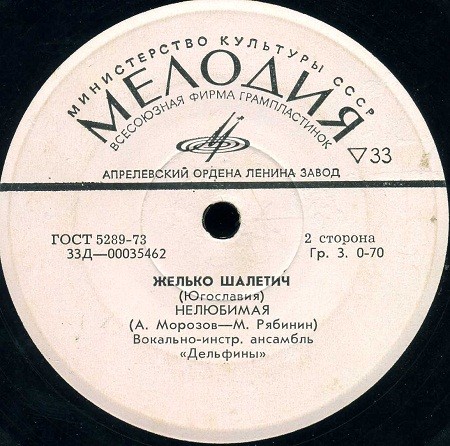 МИНИСТЕРСТВО КУЛЬТУРЫ СССР
МЕЛОДИЯ
ВСЕСОЮЗНАЯ ФИРМА ГРАМПЛАСТИНОК
▽33
АПРЕЛЕВСКИЙ ОРДЕНА ЛЕНИНА ЗАВОД
ГОСТ 5289-73
33Д—00035462
2 сторона
Гр. 3. 0-70
ЖЕЛЬКО ШАЛЕТИЧ
(Югославия)
НЕЛЮБИМАЯ
(А. Морозов—М. Рябинин)
Вокально-инстр. ансамбль
«Дельфины»